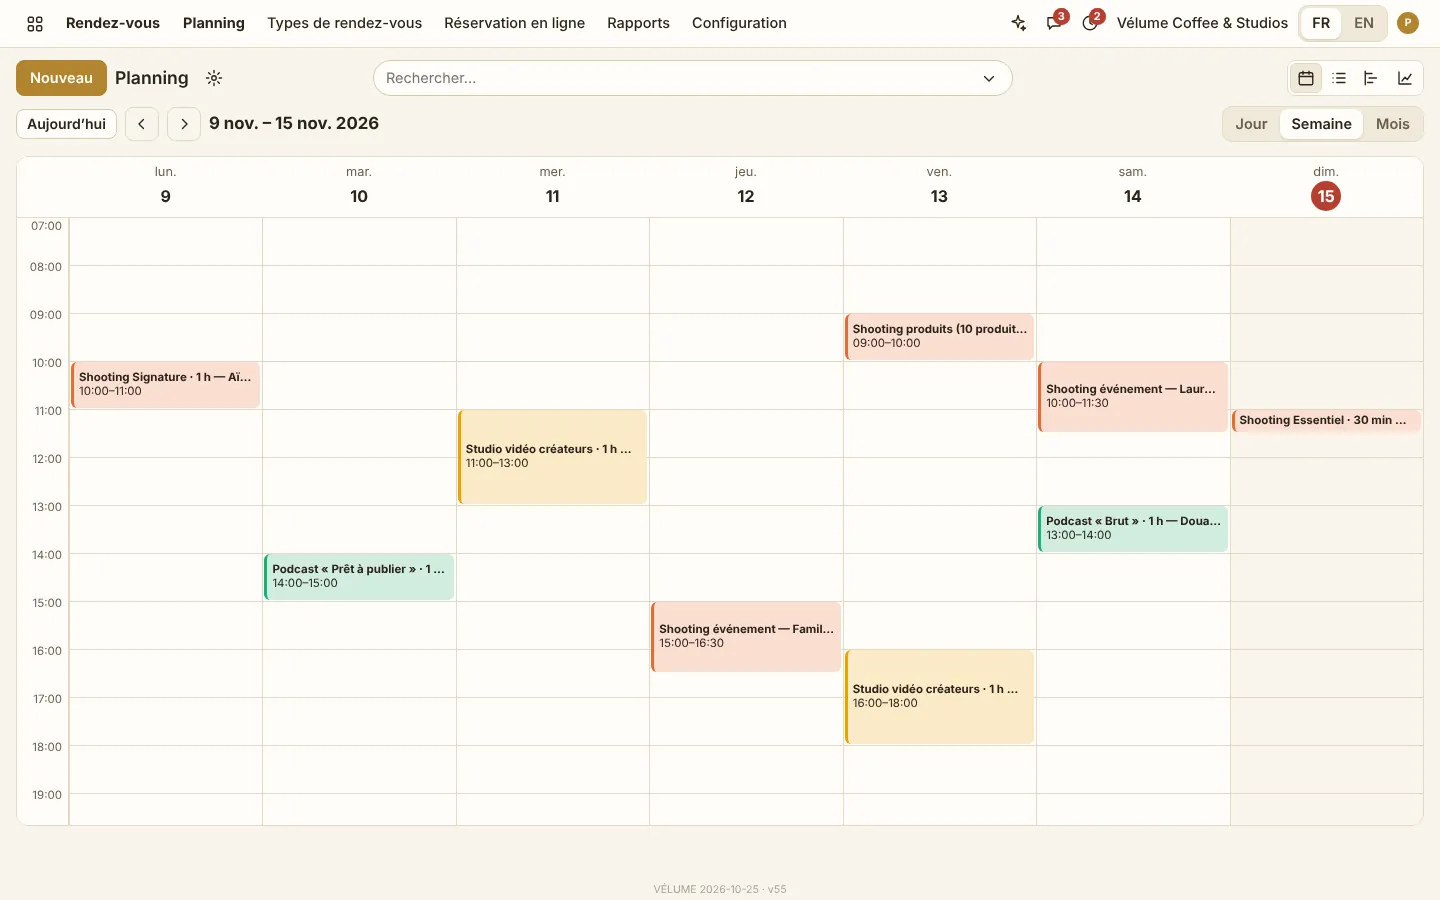 Rendez-vous Planning Types de rendez-vous Réservation en ligne Rapports Configuration 3 2 Vélume Coffee & Studios FR EN P
Nouveau Planning Rechercher...
Aujourd'hui 9 nov. – 15 nov. 2026 Jour Semaine Mois
lun. mar. mer. jeu. ven. sam. dim.
9 10 11 12 13 14 15
07:00
08:00
09:00
Shooting produits (10 produit...
09:00–10:00
10:00
Shooting Signature · 1 h — Aï...
10:00–11:00
Shooting événement — Laur...
10:00–11:30
11:00
Shooting Essentiel · 30 min ...
Studio vidéo créateurs · 1 h ...
11:00–13:00
12:00
13:00
Podcast « Brut » · 1 h — Doua...
13:00–14:00
14:00
Podcast « Prêt à publier » · 1 ...
14:00–15:00
15:00
Shooting événement — Famil...
15:00–16:30
16:00
Studio vidéo créateurs · 1 h ...
16:00–18:00
17:00
18:00
19:00
VÉLUME 2026-10-25 · v55